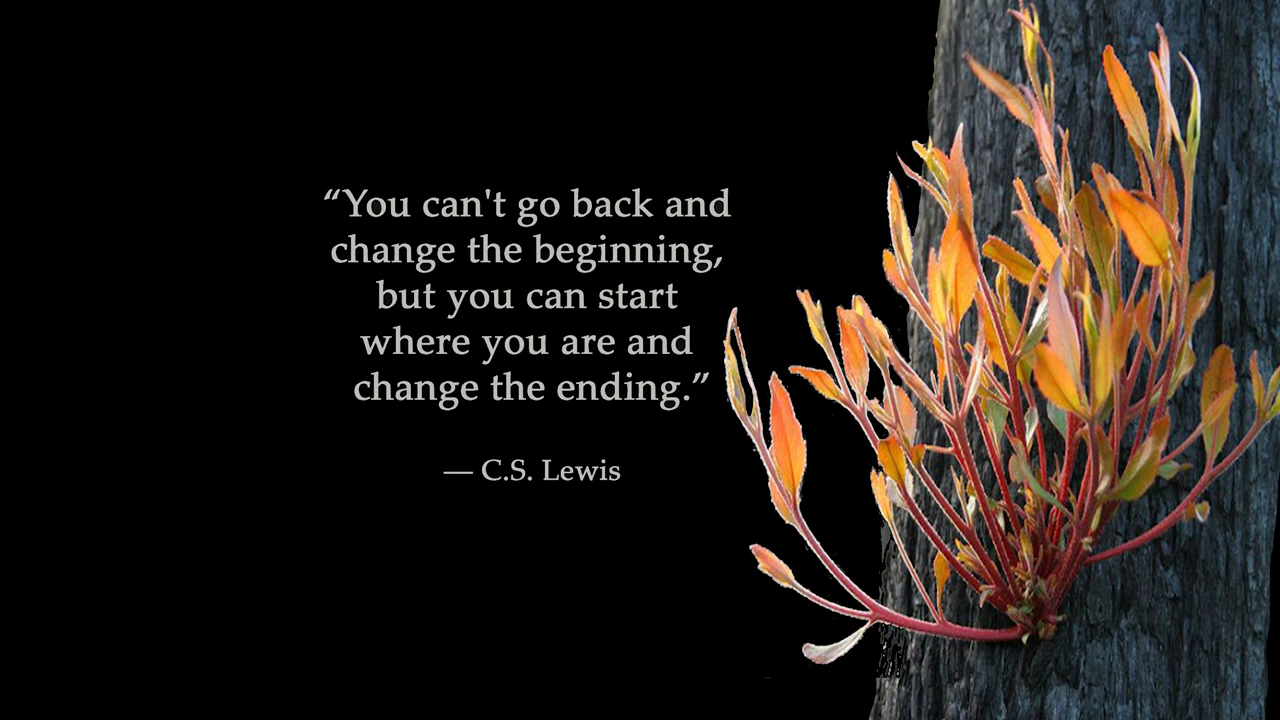 “You can't go back and
change the beginning,
but you can start
where you are and
change the ending.”
— C.S. Lewis